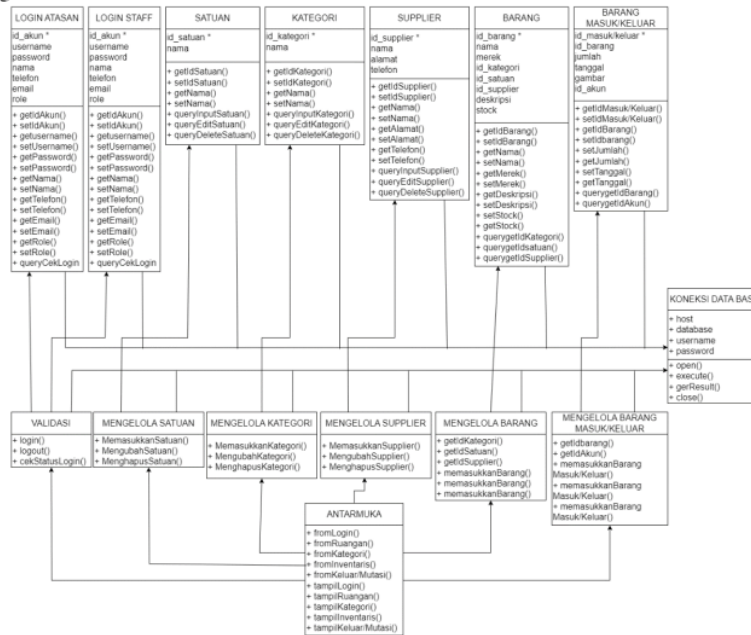 LOGIN ATASAN
id_akun *
username
password
nama
telefon
email
role
+ getIdAkun()
+ setIdAkun()
+ getusername()
+ setUsername()
+ getPassword()
+ setPassword()
+ getNama()
+ setNama()
+ getTelefon()
+ setTelefon()
+ getEmail()
+ setEmail()
+ getRole()
+ setRole()
+ queryCekLogin
LOGIN STAFF
id_akun *
username
password
nama
telefon
email
role
+ getIdAkun()
+ setIdAkun()
+ getusername()
+ setUsername()
+ getPassword()
+ setPassword()
+ getNama()
+ setNama()
+ getTelefon()
+ setTelefon()
+ getEmail()
+ setEmail()
+ getRole()
+ setRole()
+ queryCekLogin
SATUAN
id_satuan *
nama
+ getIdSatuan()
+ setIdSatuan()
+ getNama()
+ setNama()
+ queryInputSatuan()
+ queryEditSatuan()
+ queryDeleteSatuan()
KATEGORI
id_kategori *
nama
+ getIdKategori()
+ setIdKategori()
+ getNama()
+ setNama()
+ queryInputKategori()
+ queryEditKategori()
+ queryDeleteKategori()
SUPPLIER
id_supplier *
nama
alamat
telefon
+ getIdSupplier()
+ setIdSupplier()
+ getNama()
+ setNama()
+ getAlamat()
+ setAlamat()
+ getTelefon()
+ setTelefon()
+ queryInputSupplier()
+ queryEditSupplier()
+ queryDeleteSupplier()
BARANG
id_barang *
nama
merek
id_kategori
id_satuan
id_supplier
deskripsi
stock
+ getIdBarang()
+ setIdBarang()
+ getNama()
+ setNama()
+ getMerek()
+ setMerek()
+ getDeskripsi()
+ setDeskripsi()
+ setStock()
+ getStock()
+ querygetIdKategori()
+ querygetIdsatuan()
+ querygetIdSupplier()
BARANG
MASUK/KELUAR
id_masuk/keluar *
id_barang
jumlah
tanggal
gambar
id_akun
+ getIdMasuk/Keluar()
+ setIdMasuk/Keluar()
+ getIdBarang()
+ setIdbarang()
+ setJumlah()
+ getJumlah()
+ setTanggal()
+ getTanggal()
+ querygetIdBarang()
+ querygetIdAkun()
KONEKSI DATA BAS
+ host
+ database
+ username
+ password
+ open()
+ execute()
+ gerResult()
+ close()
VALIDASI
+ login()
+ logout()
+ cekStatusLogin()
MENGELOLA SATUAN
+ MemasukkanSatuan()
+ MengubahSatuan()
+ MenghapusSatuan()
MENGELOLA KATEGORI
+ MemasukkanKategori()
+ MengubahKategori()
+ MenghapusKategori()
MENGELOLA SUPPLIER
+ MemasukkanSupplier()
+ MengubahSupplier()
+ MenghapusSupplier()
MENGELOLA BARANG
+ getIdKategori()
+ getIdSatuan()
+ getIdSupplier()
+ memasukkanBarang()
+ memasukkanBarang()
+ memasukkanBarang()
MENGELOLA BARANG
MASUK/KELUAR
+ getIdbarang()
+ getIdAkun()
+ memasukkanBarang
Masuk/Keluar()
+ memasukkanBarang
Masuk/Keluar()
+ memasukkanBarang
Masuk/Keluar()
ANTARMUKA
+ fromLogin()
+ fromRuangan()
+ fromKategori()
+ fromInventaris()
+ fromKeluar/Mutasi()
+ tampilLogin()
+ tampilRuangan()
+ tampilKategori()
+ tampilInventaris()
+ tampilKeluar/Mutasi()